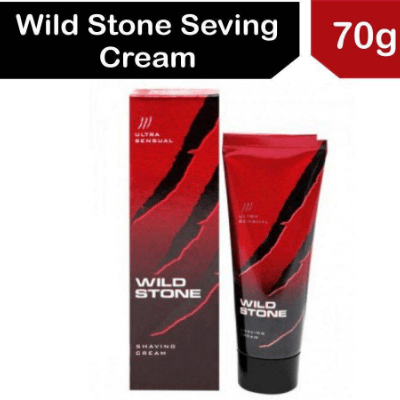 Wild Stone Seving
Cream
70g
ULTRA
SENSUAL
WILD
STONE
SHAVING
CREAM
ULTRA
SENSUAL
WILD
STONE
SHAVING
CREAM